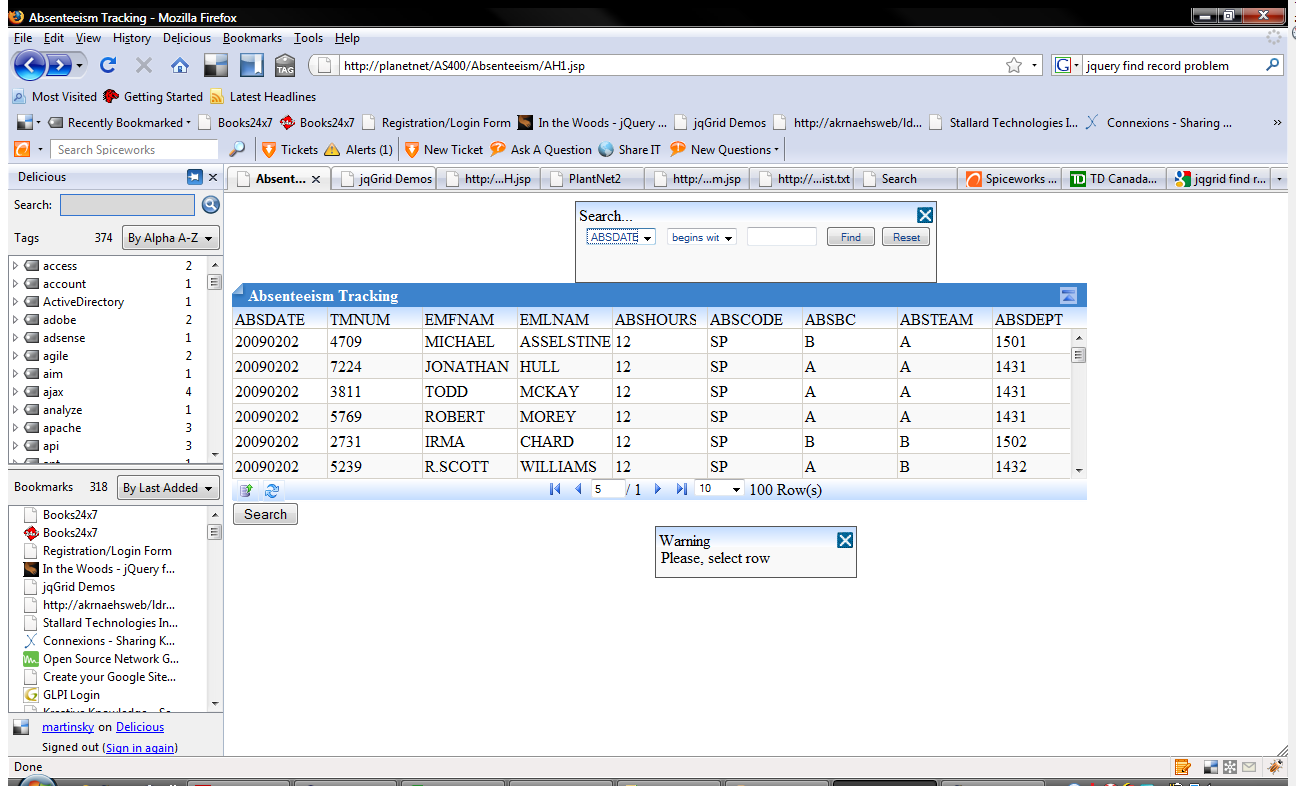 Absenteeism Tracking - Mozilla Firefox
File Edit View History Delicious Bookmarks Tools Help
TAG http://planetnet/AS400/Absenteeism/AH1.jsp G jquery find record problem
Most Visited Getting Started Latest Headlines
Recently Bookmarked Books24x7 Books24x7 Registration/Login Form In the Woods - jQuery ... jqGrid Demos http://akrnaehsweb/ld... Stallard Technologies I... Connexions - Sharing ... »
Search Spiceworks Tickets Alerts (1) New Ticket Ask A Question Share IT New Questions
Delicious
Absent... jqGrid Demos http:/...H.jsp PlantNet2 http:/...m.jsp http://...ist.txt Search Spiceworks ... TD TD Canada... jqgrid find r...
Search:
Tags 374 By Alpha A-Z
access 2
account 1
ActiveDirectory 1
adobe 2
adsense 1
agile 2
aim 1
ajax 4
analyze 1
apache 3
api 3
Bookmarks 318 By Last Added
Books24x7
Books24x7
Registration/Login Form
In the Woods - jQuery f...
jqGrid Demos
http://akrnaehsweb/ldr...
Stallard Technologies In...
Connexions - Sharing K...
Open Source Network G...
Create your Google Site...
GLPI Login
martinsky on Delicious
Signed out (Sign in again)
Search...
ABSDATE begins wit Find Reset
Absenteeism Tracking
ABSDATE TMNUM EMFNAM EMLNAM ABSHOURS ABSCODE ABSBC ABSTEAM ABSDEPT
20090202 4709 MICHAEL ASSELSTINE 12 SP B A 1501
20090202 7224 JONATHAN HULL 12 SP A A 1431
20090202 3811 TODD MCKAY 12 SP A A 1431
20090202 5769 ROBERT MOREY 12 SP A A 1431
20090202 2731 IRMA CHARD 12 SP B B 1502
20090202 5239 R.SCOTT WILLIAMS 12 SP A B 1432
5 / 1 10 100 Row(s)
Search
Warning
Please, select row
Done